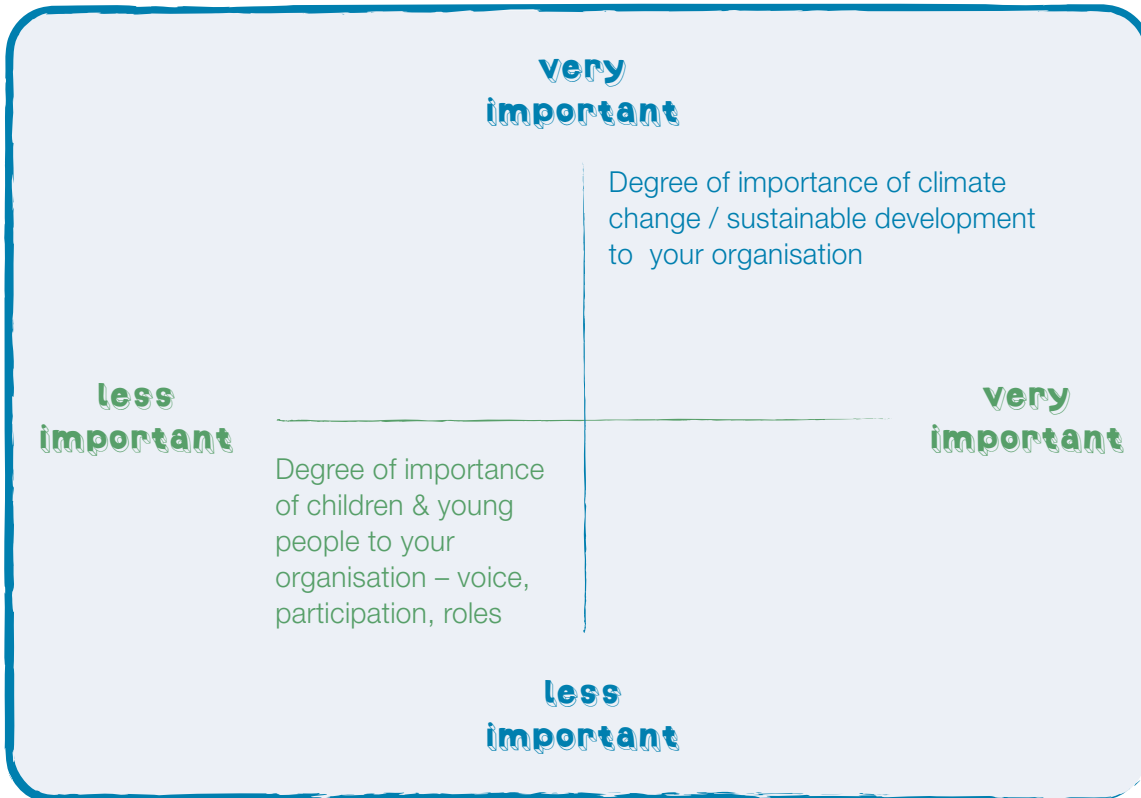 very
important
Degree of importance of climate
change / sustainable development
to your organisation
less
important
very
important
Degree of importance
of children & young
people to your
organisation – voice,
participation, roles
less
important